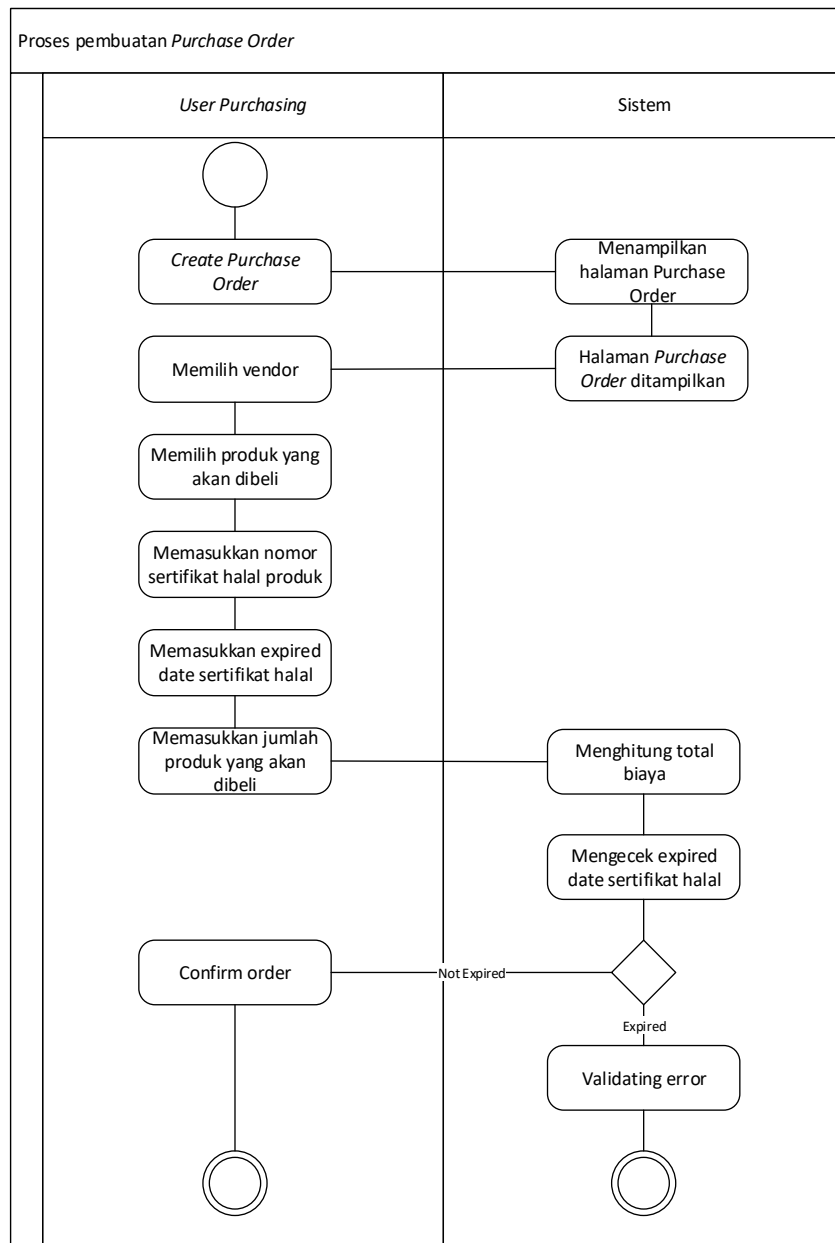 Proses pembuatan Purchase Order
User Purchasing
Sistem
Create Purchase
Order
Menampilkan
halaman Purchase
Order
Memilih vendor
Halaman Purchase
Order ditampilkan
Memilih produk yang
akan dibeli
Memasukkan nomor
sertifikat halal produk
Memasukkan expired
date sertifikat halal
Memasukkan jumlah
produk yang akan
dibeli
Menghitung total
biaya
Mengecek expired
date sertifikat halal
Confirm order
Not Expired
Expired
Validating error